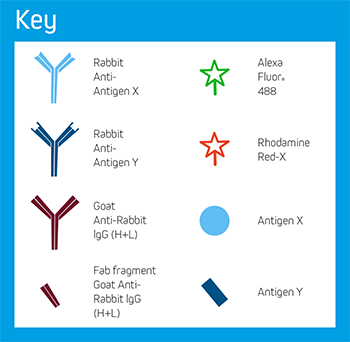 Key
Rabbit
Anti-
Antigen X
Alexa
Fluor®
488
Rabbit
Anti-
Antigen Y
Rhodamine
Red-X
Goat
Anti-Rabbit
IgG (H+L)
Antigen X
Fab fragment
Goat Anti-
Rabbit IgG
(H+L)
Antigen Y